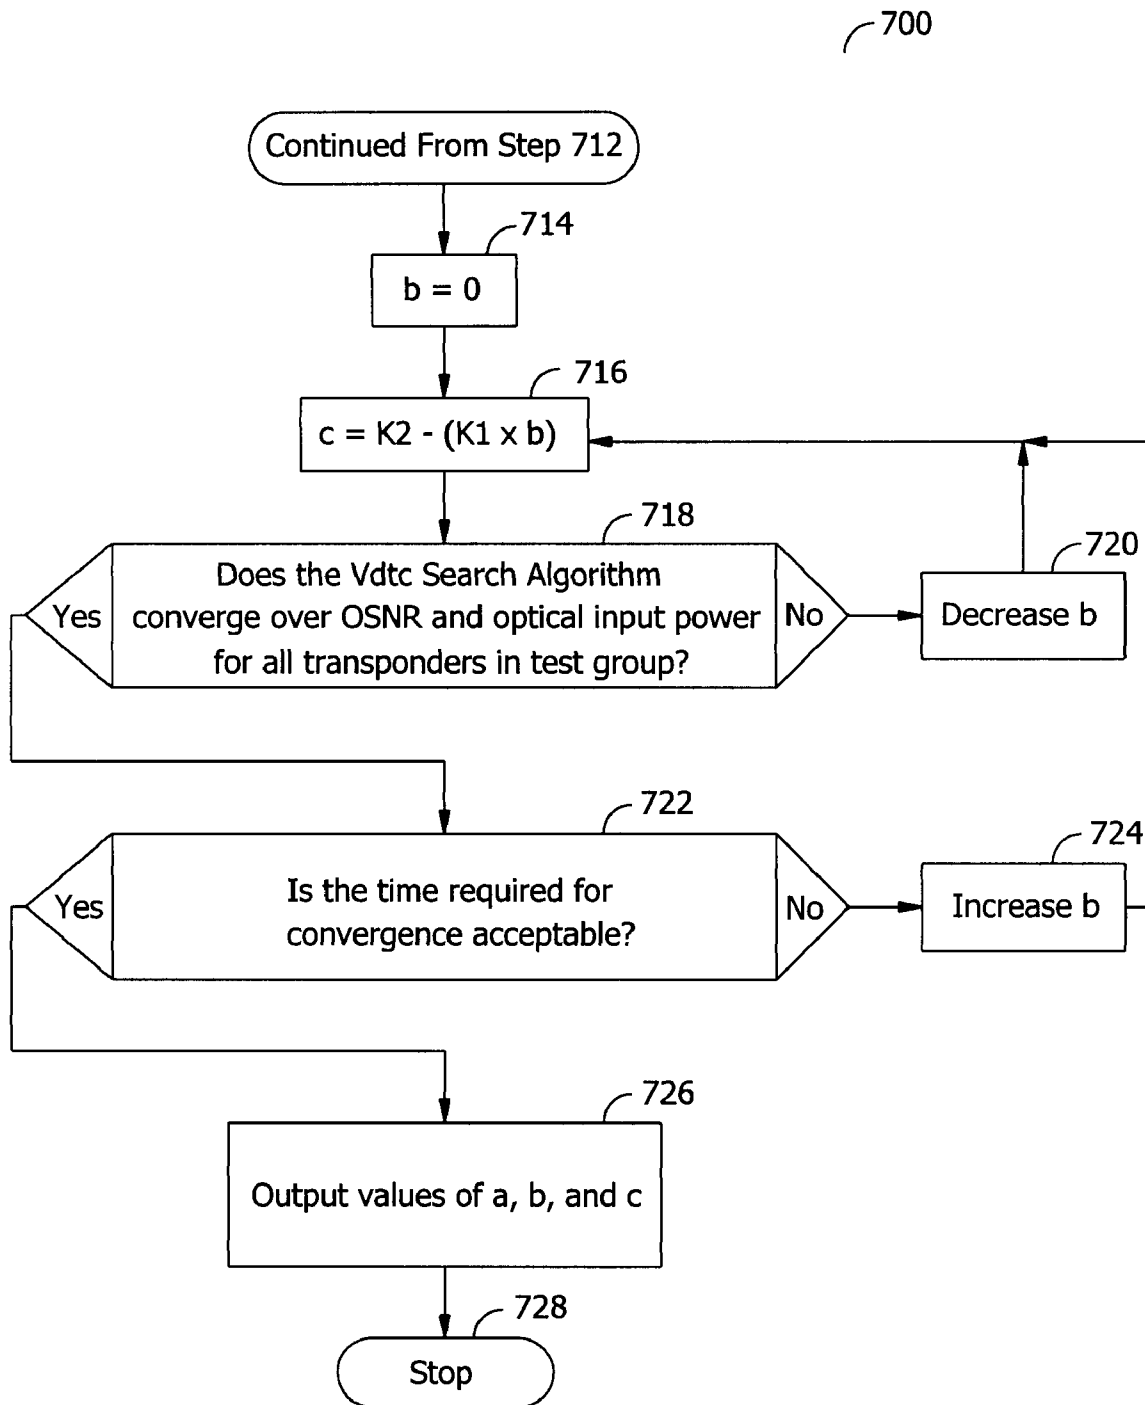 700
Continued From Step 712
714
b = 0
716
c = K2 - (K1 x b)
718
Does the Vdtc Search Algorithm
converge over OSNR and optical input power
for all transponders in test group?
Yes
No
720
Decrease b
722
Is the time required for
convergence acceptable?
Yes
No
724
Increase b
726
Output values of a, b, and c
728
Stop